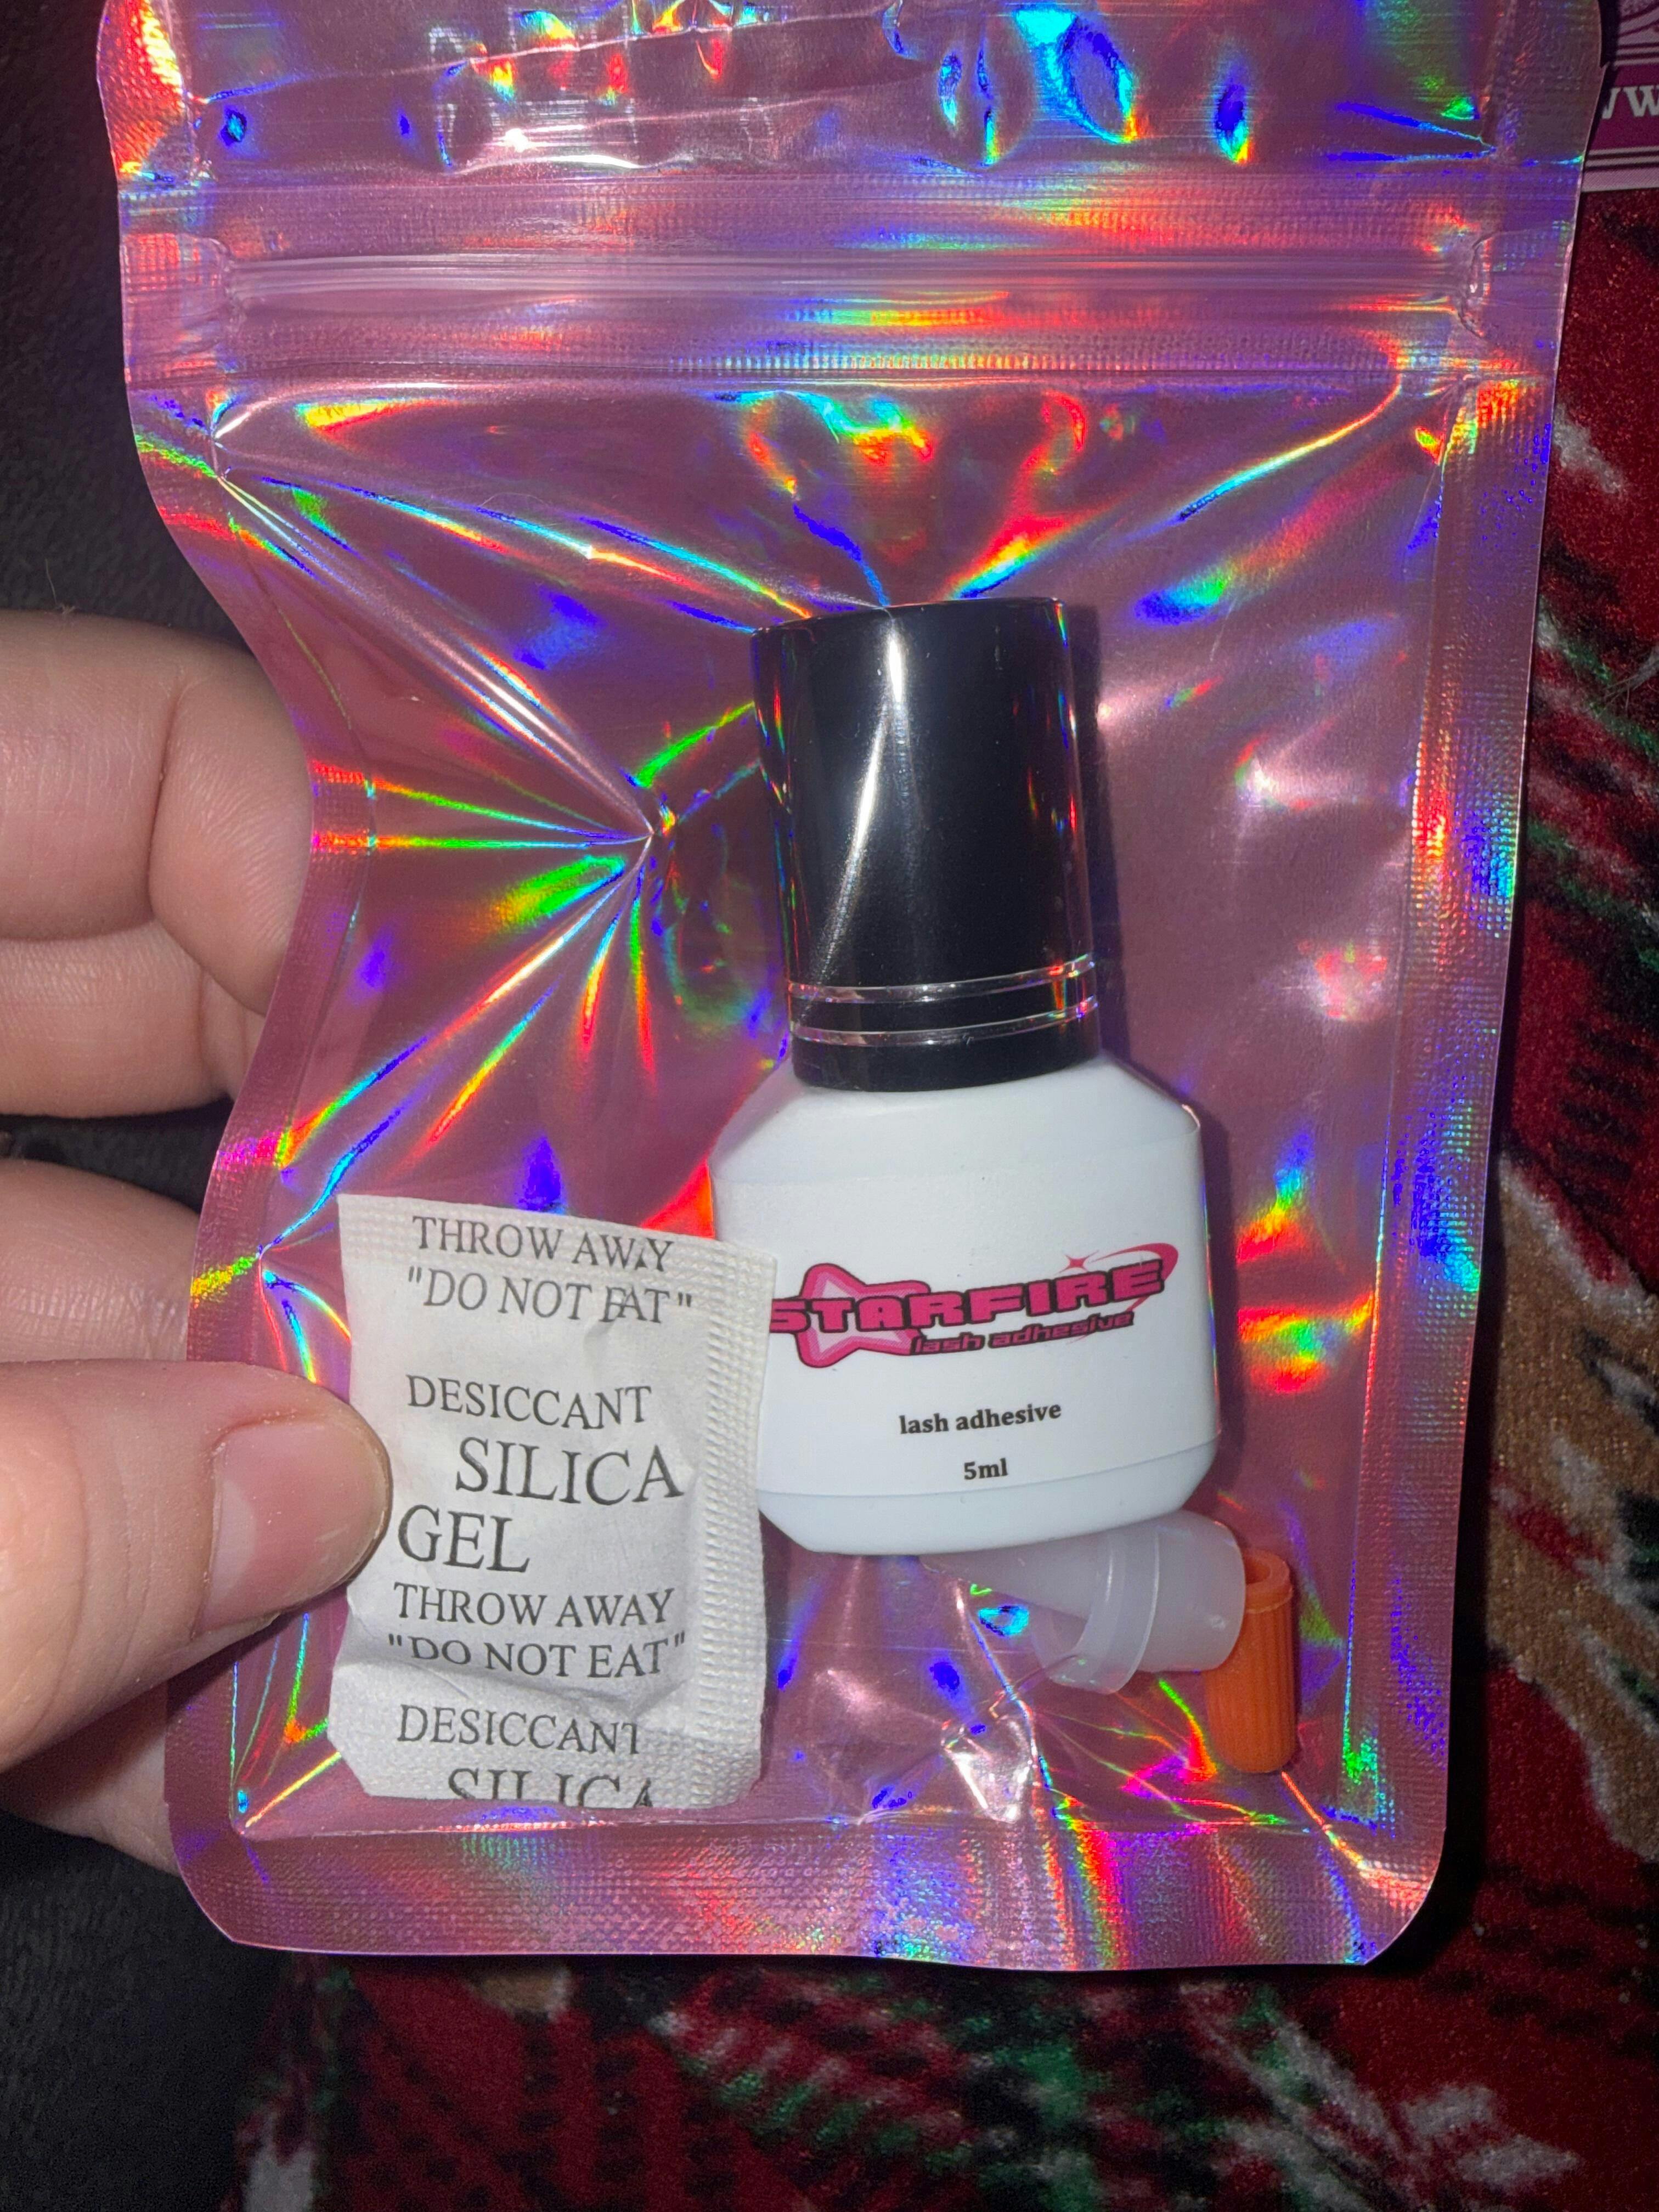 THROW AWAY
"DO NOT EAT"
DESICCANT
SILICA
GEL
THROW AWAY
"DO NOT EAT"
DESICCANT
SILICA
STARFIRE
lash adhesive
lash adhesive
5ml